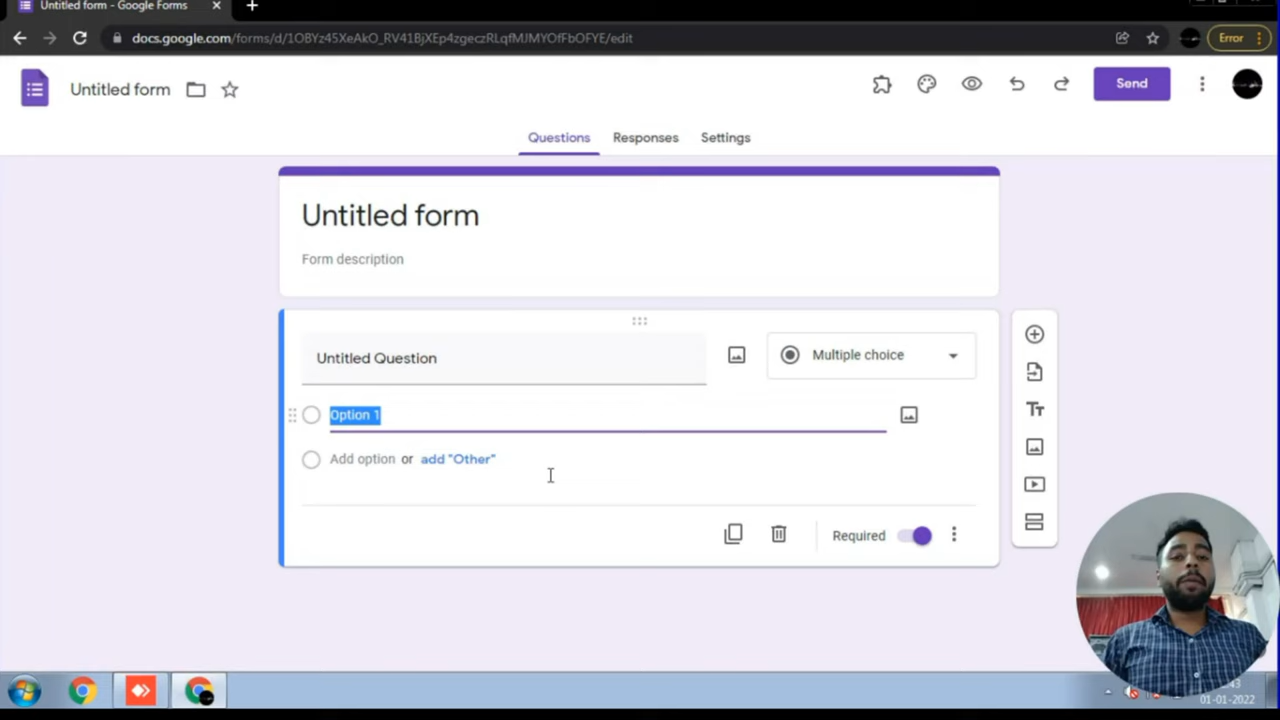 Untitled form - Google Forms
docs.google.com/forms/d/1OBYz45XeAkO_RV41BjXEp4zgeczRLqfMJMYOfFbOFYE/edit
Error
Untitled form
Send
Questions Responses Settings
Untitled form
Form description
Untitled Question
Multiple choice
Option 1
Add option or add "Other"
Required
01-01-2022